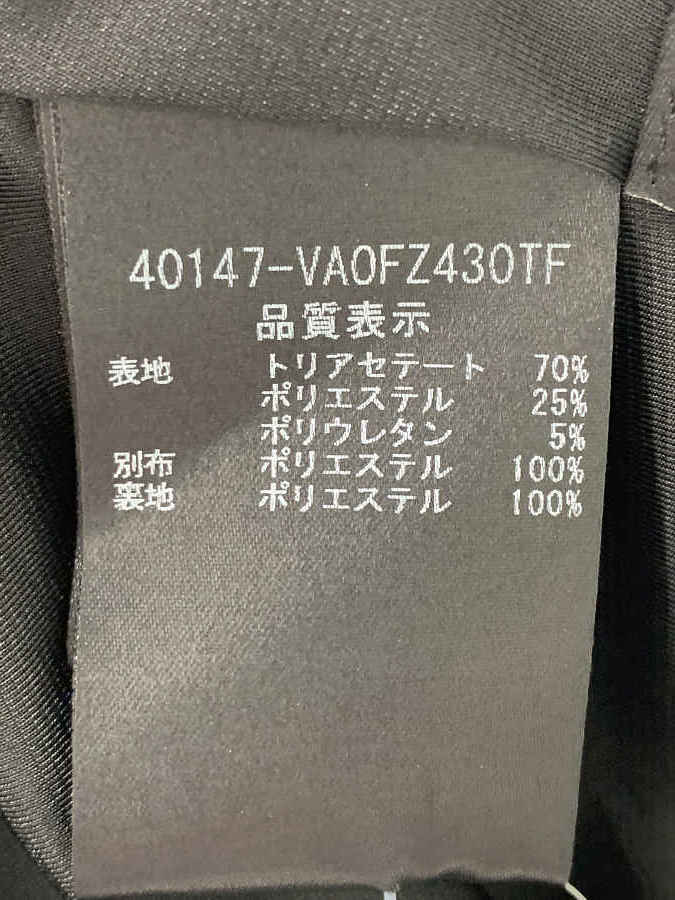 40147-VA0FZ430TF
品質表示
表地 トリアセテート 70%
ポリエステル 25%
ポリウレタン 5%
別布 ポリエステル 100%
裏地 ポリエステル 100%